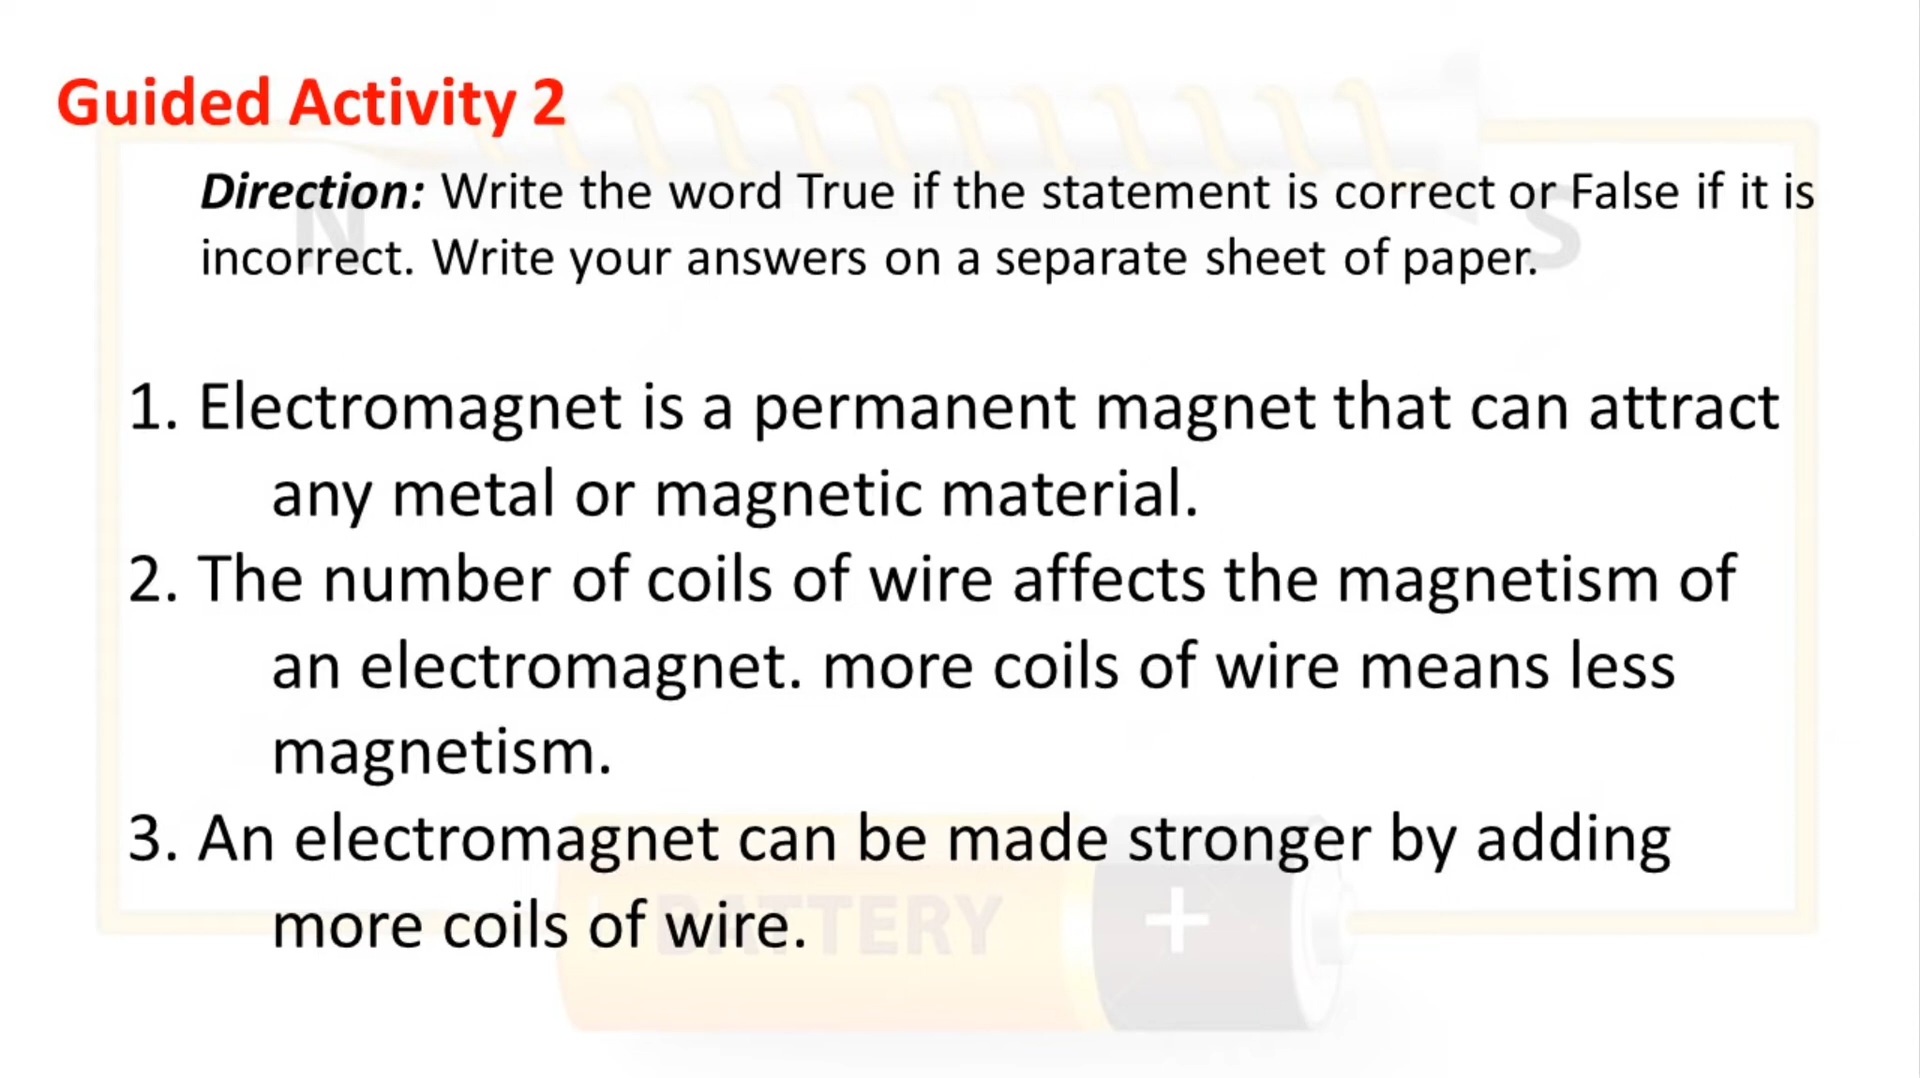 Guided Activity 2
Direction: Write the word True if the statement is correct or False if it is
N
S
incorrect. Write your answers on a separate sheet of paper.
1. Electromagnet is a permanent magnet that can attract
any metal or magnetic material.
2. The number of coils of wire affects the magnetism of
an electromagnet. more coils of wire means less
magnetism.
3. An electromagnet can be made stronger by adding
more coils of wire.
BATTERY +